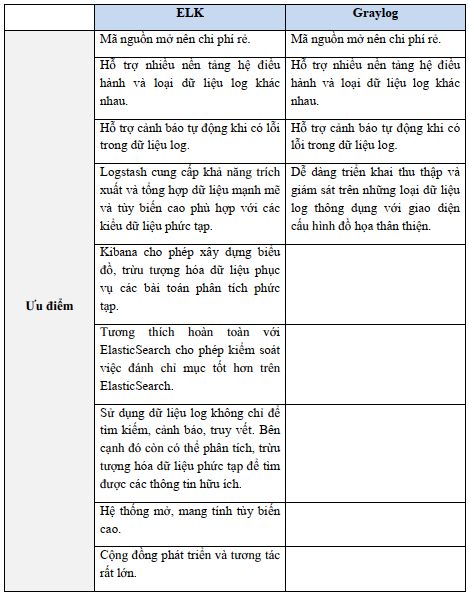 ELK
Graylog
Ưu điểm
Mã nguồn mở nên chi phí rẻ.
Mã nguồn mở nên chi phí rẻ.
Hỗ trợ nhiều nền tảng hệ điều
hành và loại dữ liệu log khác
nhau.
Hỗ trợ nhiều nền tảng hệ điều
hành và loại dữ liệu log khác
nhau.
Hỗ trợ cảnh báo tự động khi có lỗi
trong dữ liệu log.
Hỗ trợ cảnh báo tự động khi có
lỗi trong dữ liệu log.
Logstash cung cấp khả năng trích
xuất và tổng hợp dữ liệu mạnh mẽ
và tùy biến cao phù hợp với các
kiểu dữ liệu phức tạp.
Dễ dàng triển khai thu thập và
giám sát trên những loại dữ liệu
log thông dụng với giao diện
cấu hình đồ họa thân thiện.
Kibana cho phép xây dựng biểu
đồ, trừu tượng hóa dữ liệu phục
vụ các bài toán phân tích phức
tạp.
Tương thích hoàn toàn với
ElasticSearch cho phép kiểm soát
việc đánh chỉ mục tốt hơn trên
ElasticSearch.
Sử dụng dữ liệu log không chỉ để
tìm kiếm, cảnh báo, truy vết. Bên
cạnh đó còn có thể phân tích, trừu
tượng hóa dữ liệu phức tạp để tìm
được các thông tin hữu ích.
Hệ thống mở, mang tính tùy biến
cao.
Cộng đồng phát triển và tương tác
rất lớn.